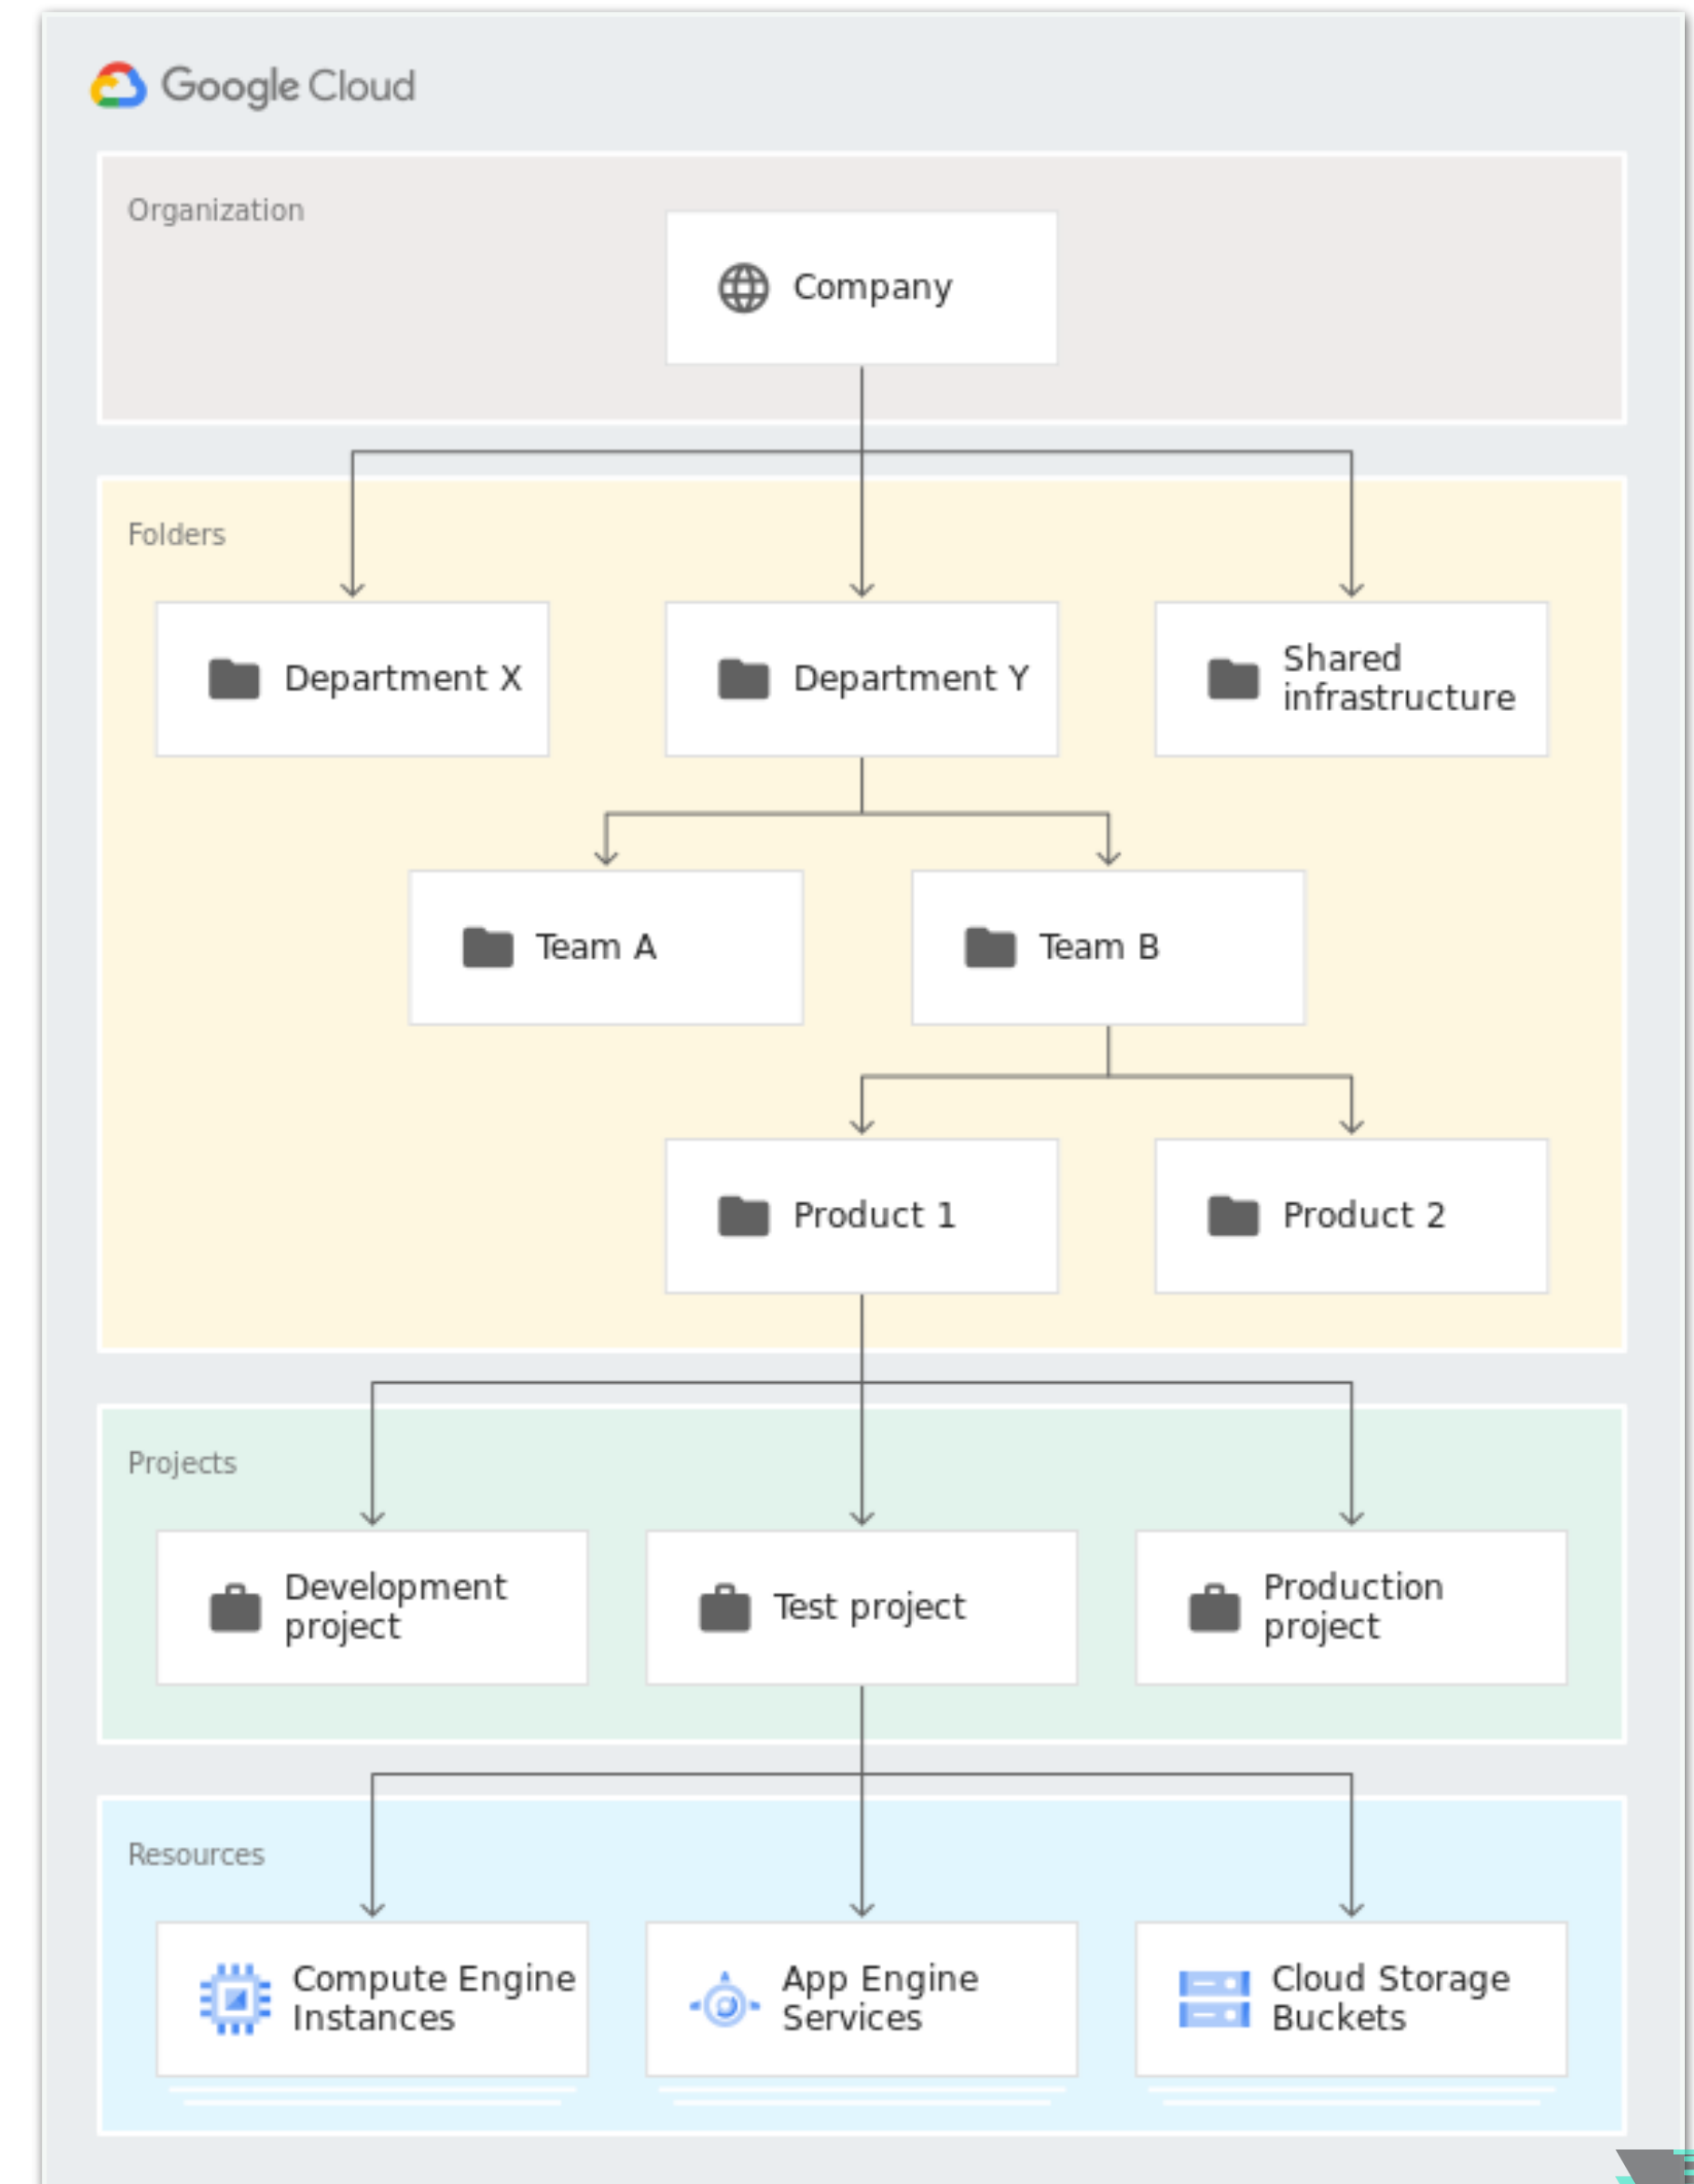 Google Cloud
Organization
Company
Folders
Department X
Department Y
Shared
infrastructure
Team A
Team B
Product 1
Product 2
Projects
Development
project
Test project
Production
project
Resources
Compute Engine
Instances
App Engine
Services
Cloud Storage
Buckets